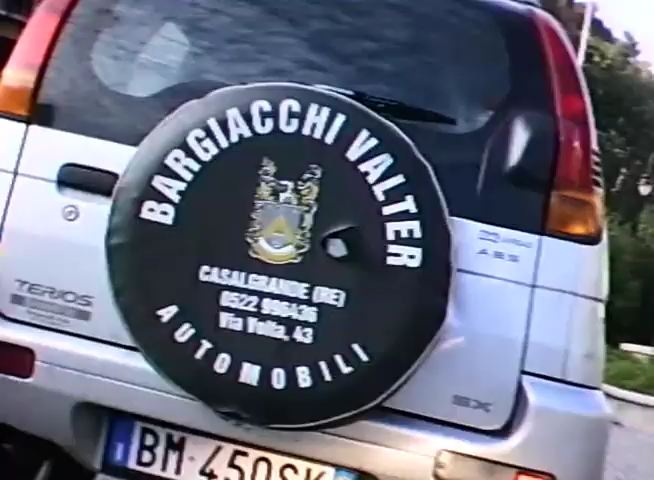 BARGIACCHI VALTER
CASALGRANDE (RE)
0522 996436
Via Volta, 43
AUTOMOBILI
TERIOS
ABS
SX
BM·450SK